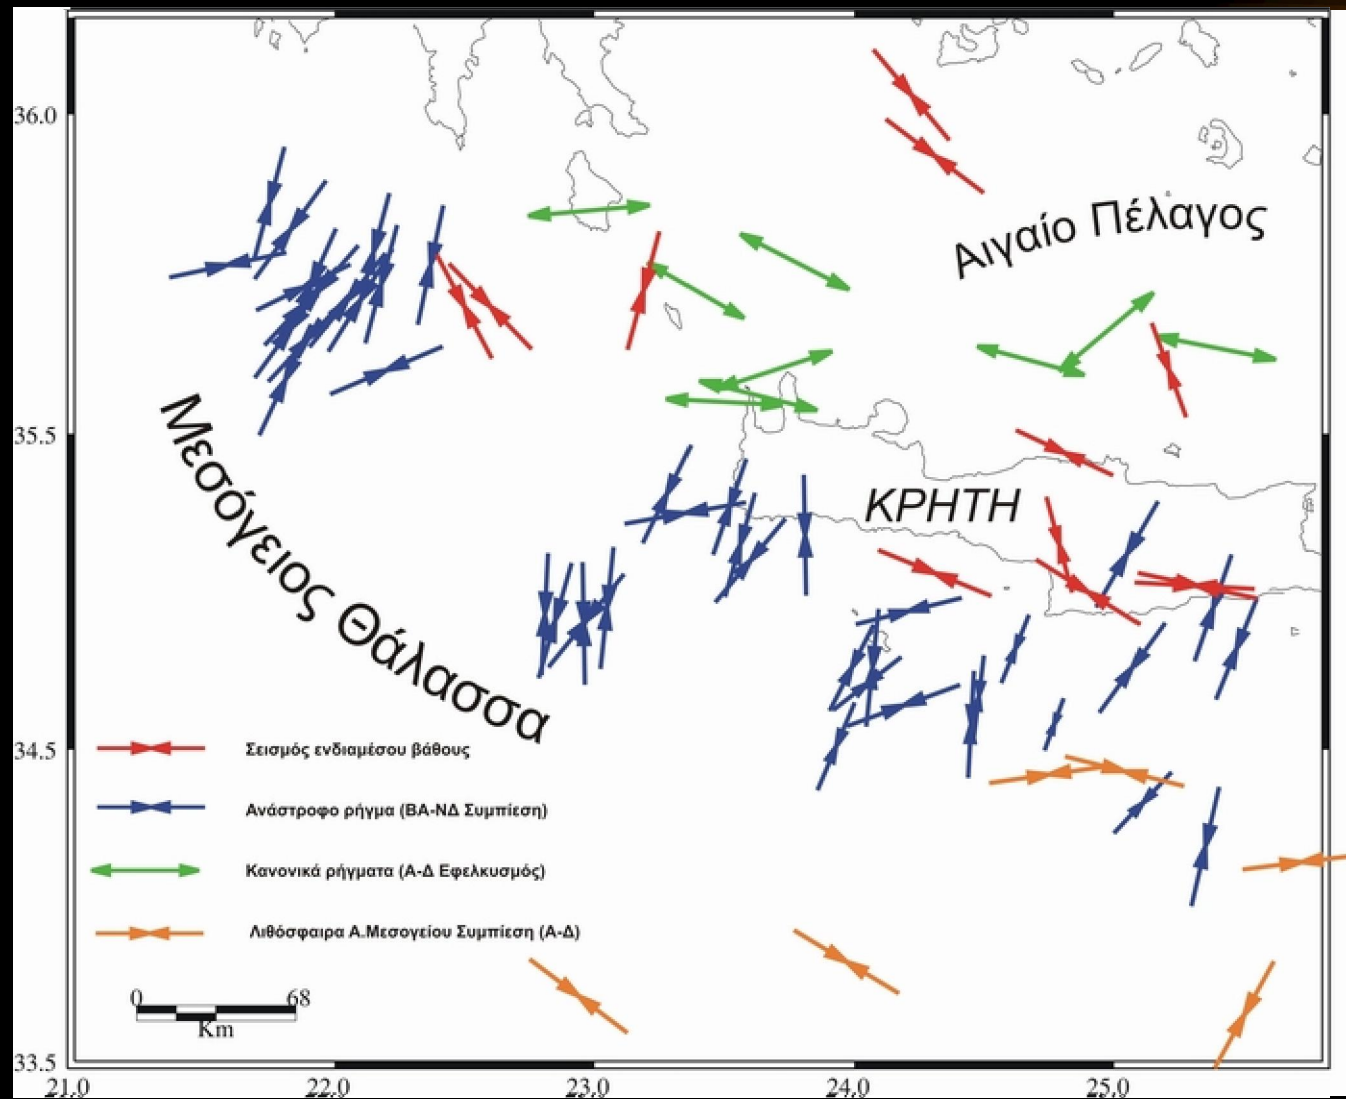 36.0
Αιγαίο Πέλαγος
35.5
Μεσόγειος Θάλασσα
ΚΡΗΤΗ
34.5
Σεισμός ενδιαμέσου βάθους
Ανάστροφο ρήγμα (ΒΑ-ΝΔ Συμπίεση)
Κανονικά ρήγματα (Α-Δ Εφελκυσμός)
Λιθόσφαιρα Α.Μεσογείου Συμπίεση (Α-Δ)
0 68
Km
33.5
21.0 22.0 23.0 24.0 25.0